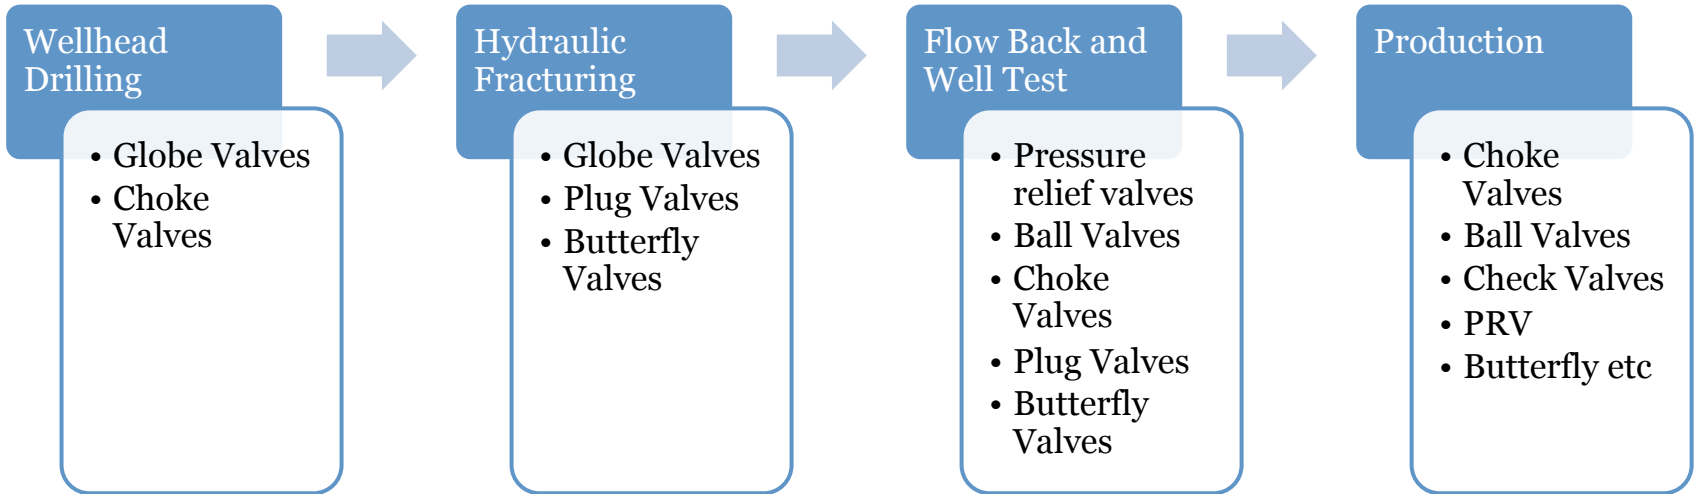 Wellhead
Drilling
• Globe Valves
• Choke
Valves
Hydraulic
Fracturing
• Globe Valves
• Plug Valves
• Butterfly
Valves
Flow Back and
Well Test
• Pressure
relief valves
• Ball Valves
• Choke
Valves
• Plug Valves
• Butterfly
Valves
Production
• Choke
Valves
• Ball Valves
• Check Valves
• PRV
• Butterfly etc